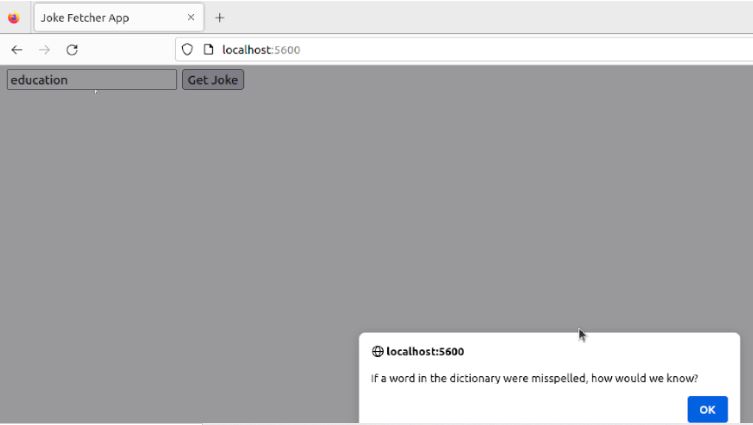 Joke Fetcher App
localhost:5600
education Get Joke
localhost:5600
If a word in the dictionary were misspelled, how would we know?
OK